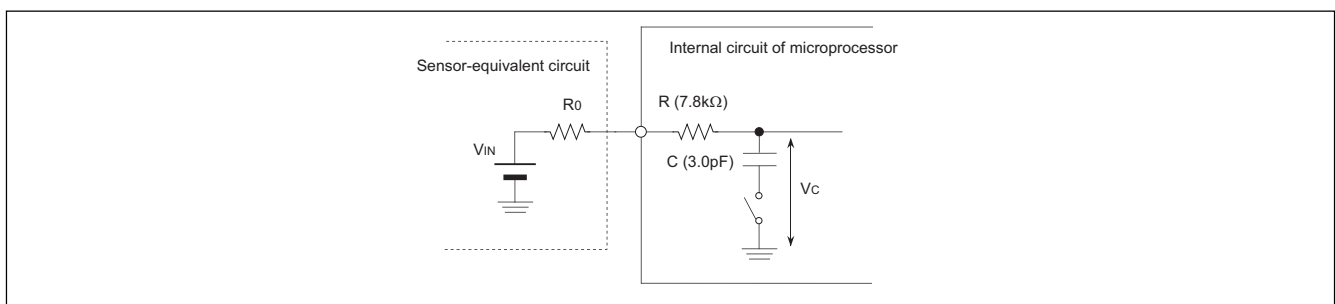 Internal circuit of microprocessor
Sensor-equivalent circuit
R0
R (7.8kΩ)
VIN
C (3.0pF)
VC